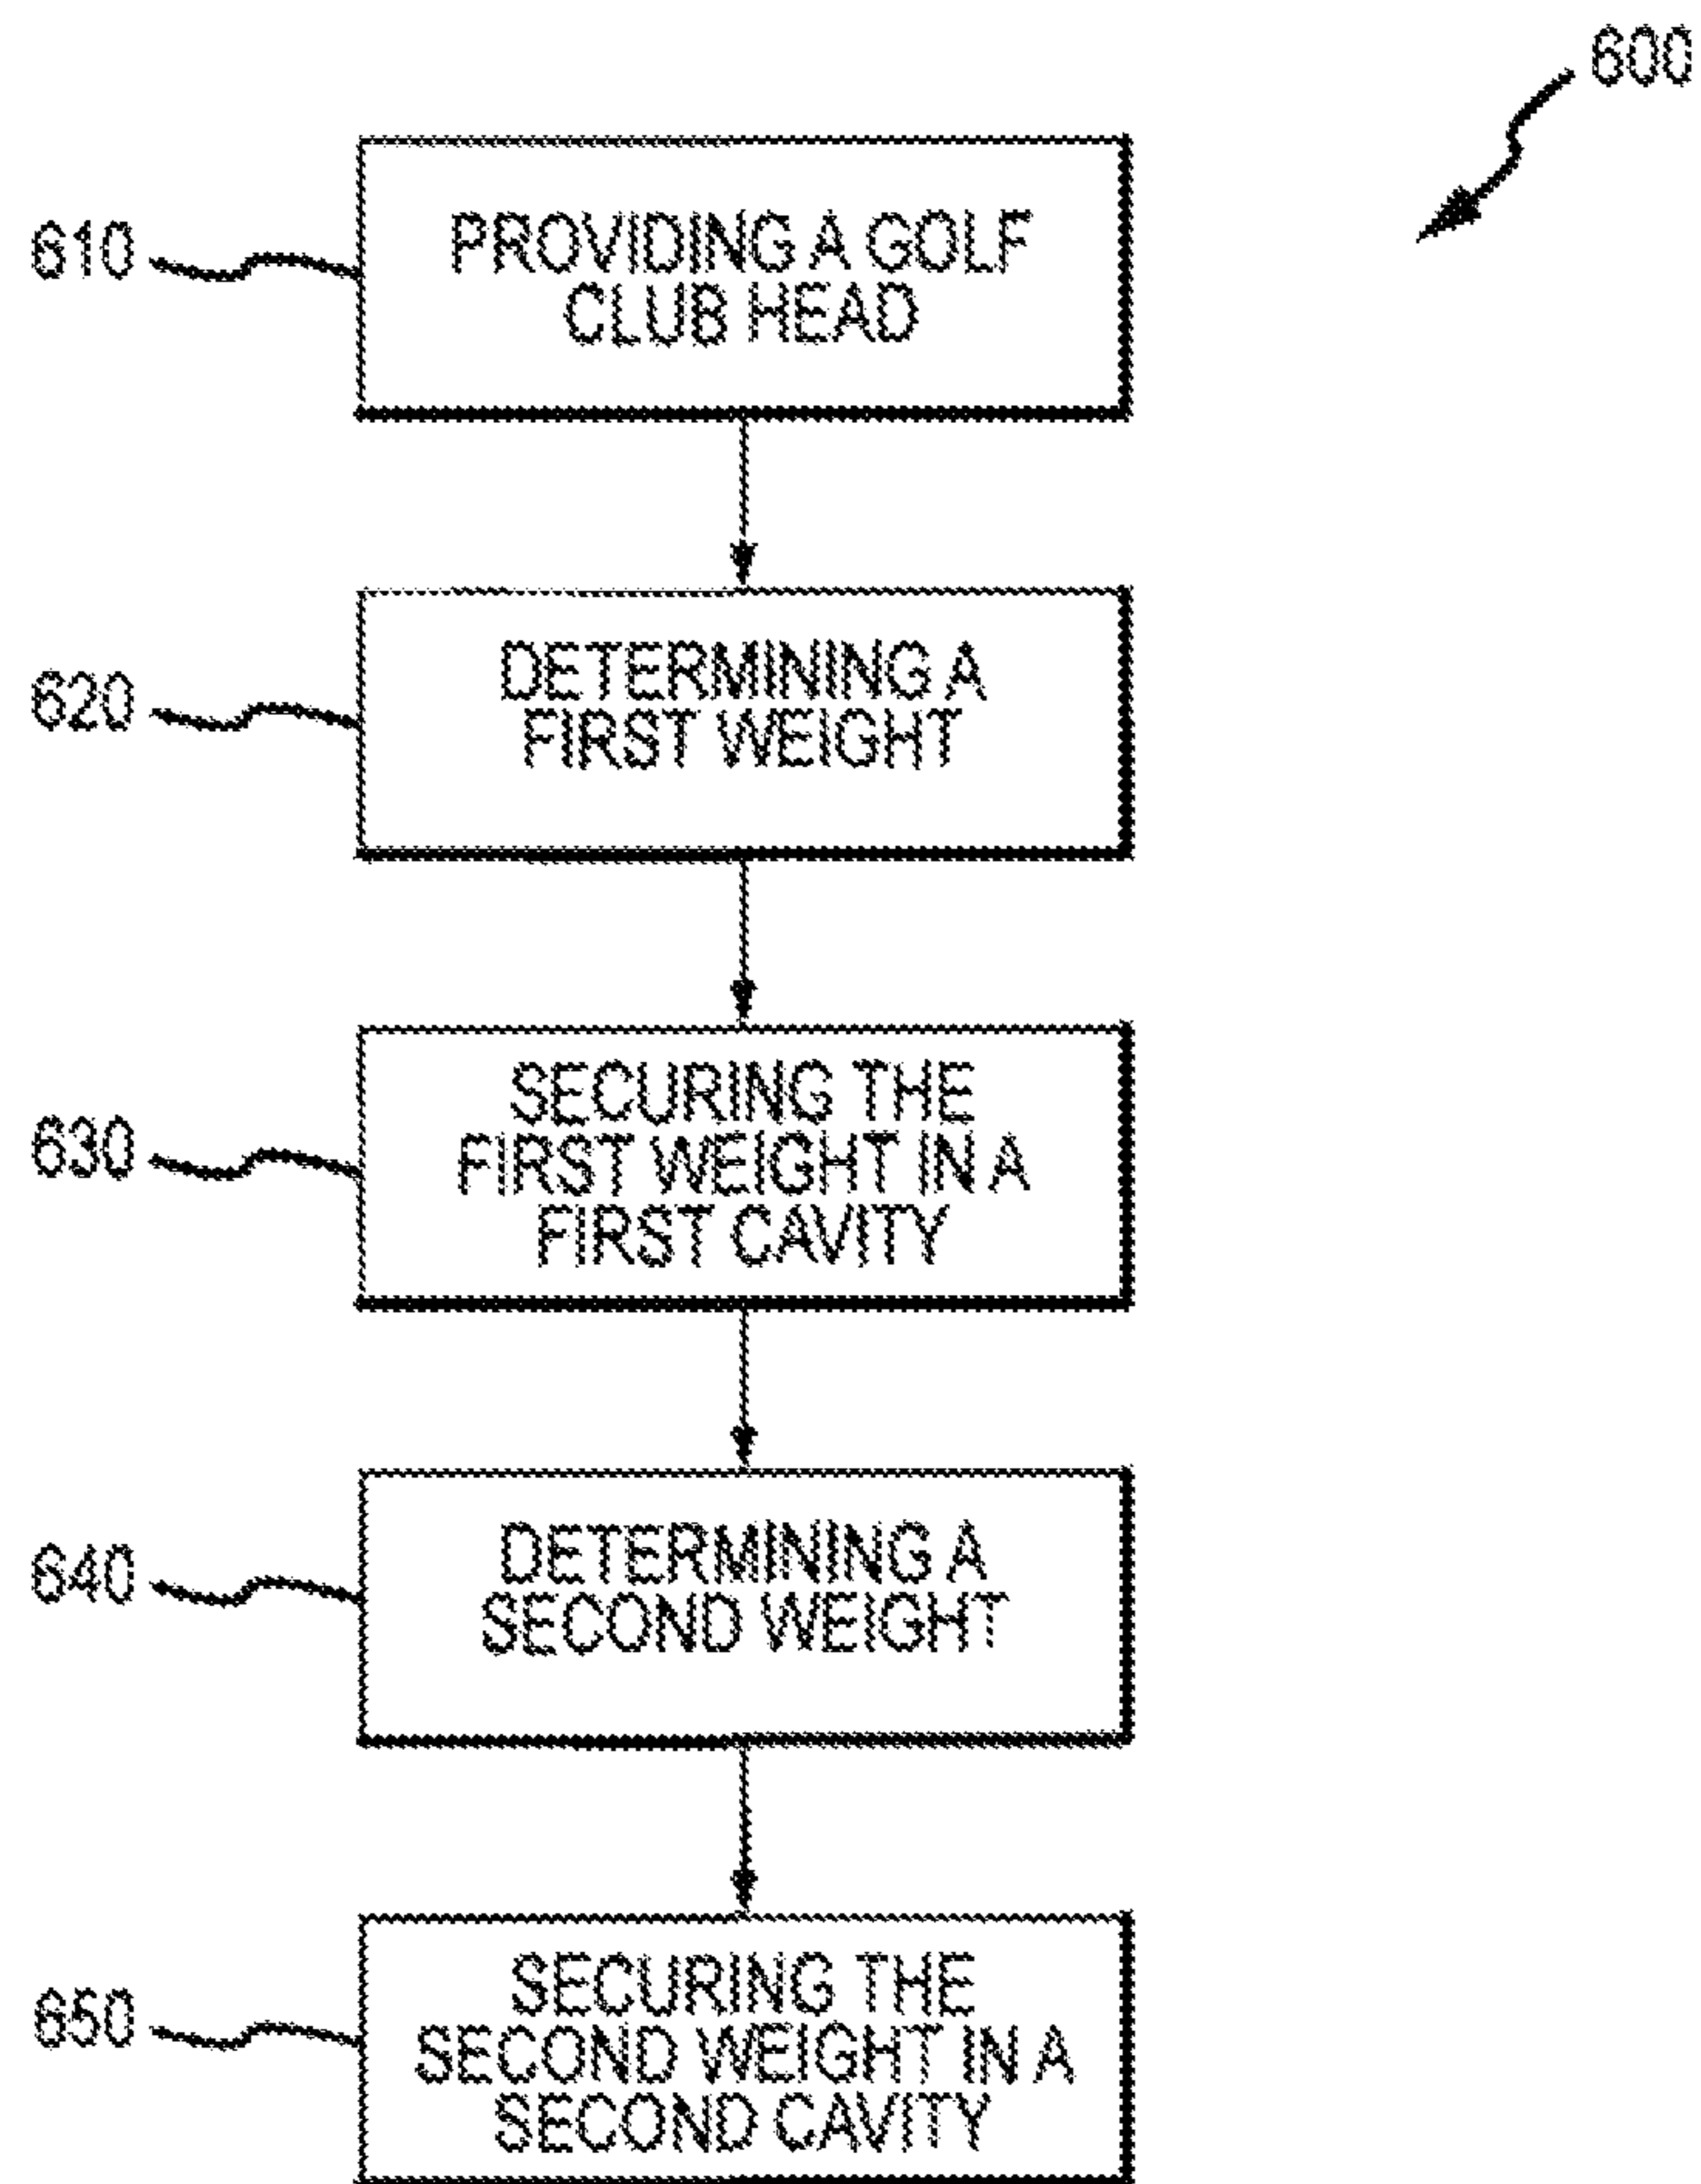 600
610
PROVIDING A GOLF
CLUB HEAD
620
DETERMINING A
FIRST WEIGHT
630
SECURING THE
FIRST WEIGHT IN A
FIRST CAVITY
640
DETERMINING A
SECOND WEIGHT
650
SECURING THE
SECOND WEIGHT IN A
SECOND CAVITY